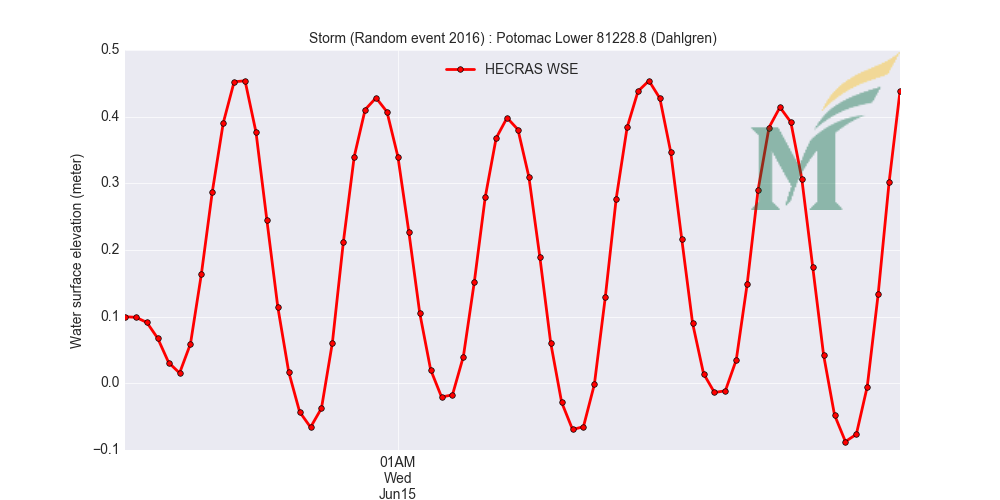 Storm (Random event 2016) : Potomac Lower 81228.8 (Dahlgren)
HECRAS WSE
Water surface elevation (meter)
0.5
0.4
0.3
0.2
0.1
0.0
−0.1
01AM
Wed
Jun15
M